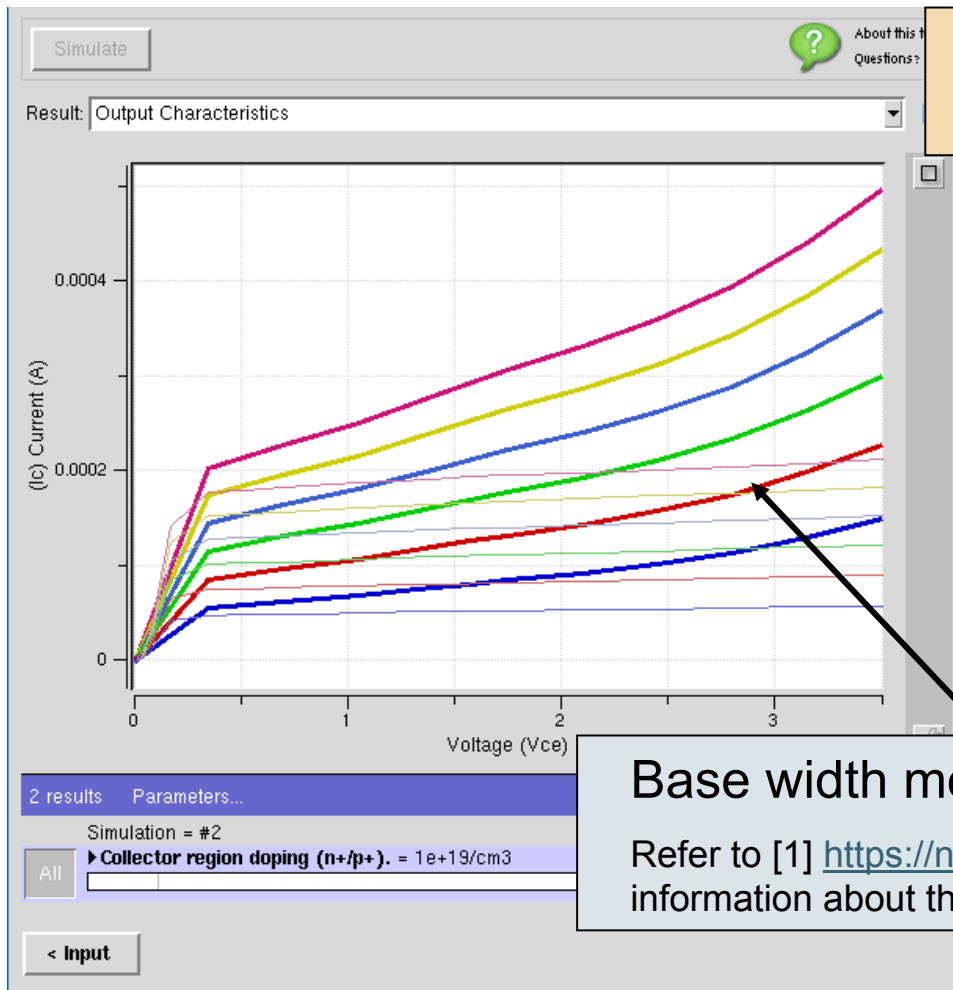 Simulate
?
About this
Questions?
Result: Output Characteristics
(Ic) Current (A)
0.0004
0.0002
0
0
1
2
3
Voltage (Vce)
2 results Parameters...
Simulation = #2
All
Collector region doping (n+/p+). = 1e+19/cm3
Base width
Refer to [1] https://n
information about
< Input